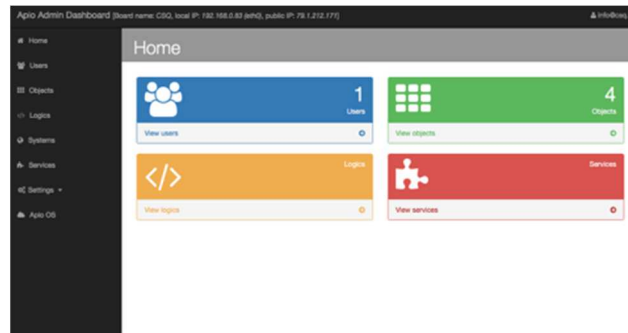 Apio Admin Dashboard [Board name: CSQ, local IP: 192.168.0.83 (eth0), public IP: 79.1.212.171]
info@csq.
Home
Users
Objects
Logics
Systems
Services
Settings
Apio OS
Home
1
Users
View users
4
Objects
View objects
Logics
View logics
Services
View services